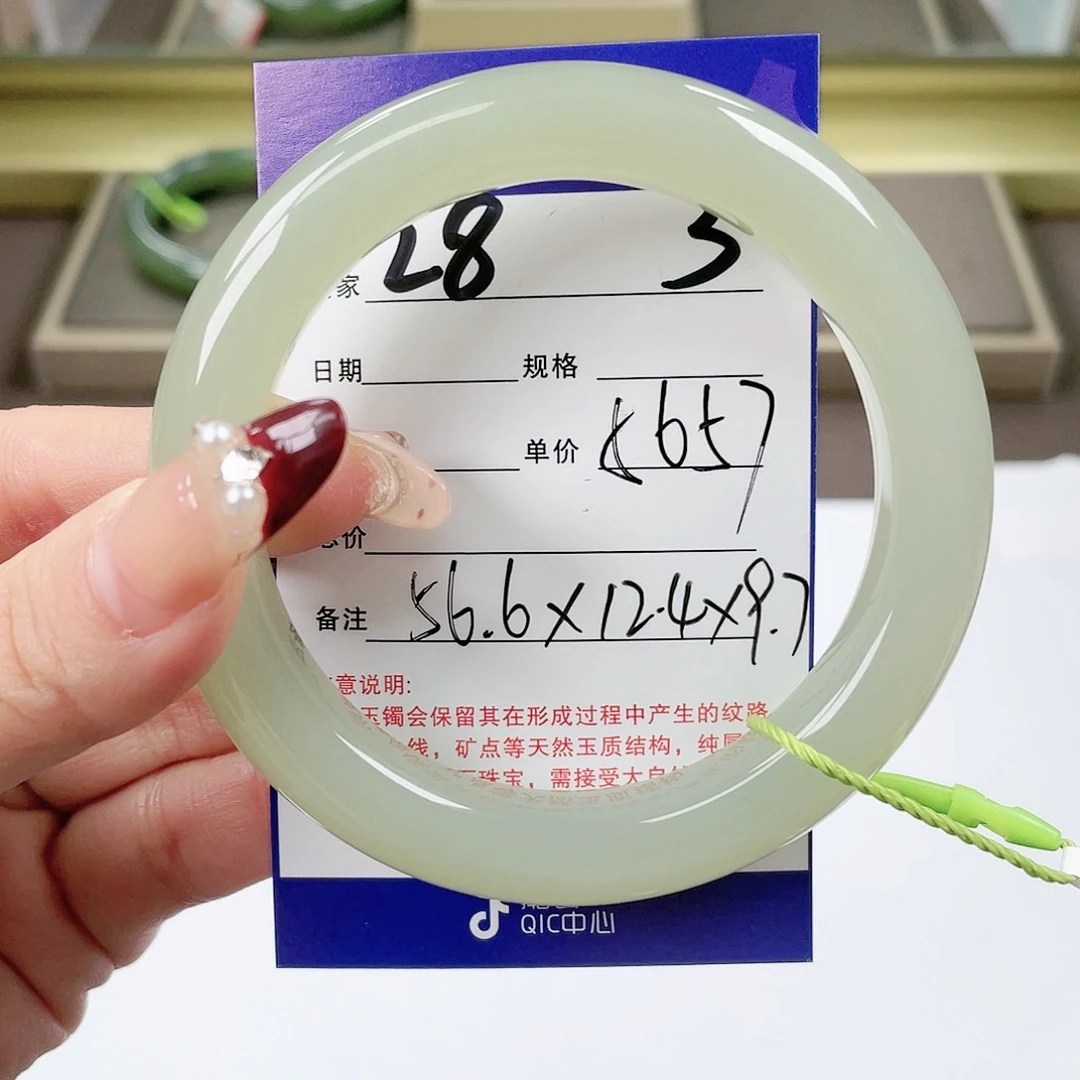 家 28 5
日期 规格
单价
总价
备注 56.6×12.4×9.7
意说明:
玉镯会保留其在形成过程中产生的纹路
线，矿点等天然玉质结构，纯属
珠宝，需接受大自然
QIC中心